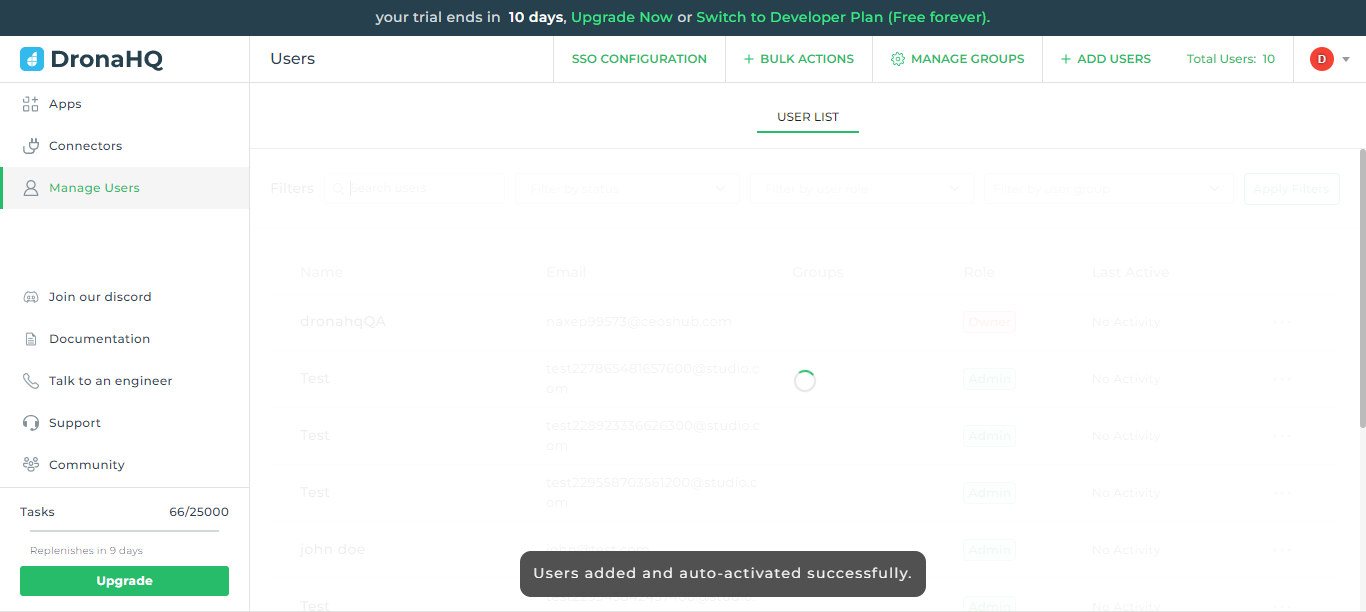 your trial ends in 10 days, Upgrade Now or Switch to Developer Plan (Free forever).
DronaHQ
Users
SSO CONFIGURATION
+ BULK ACTIONS
MANAGE GROUPS
+ ADD USERS
Total Users: 10
D
Apps
Connectors
Manage Users
Join our discord
Documentation
Talk to an engineer
Support
Community
Tasks 66/25000
Replenishes in 9 days
Upgrade
USER LIST
Filters
Search users
Filter by status
Filter by user role
Filter by user group
Apply Filters
Name Email Groups Role Last Active
dronahqQA naxep99573@ceoshub.com Owner No Activity
Test test227865481657600@studio.c
om Admin No Activity
Test test228923336626300@studio.c
om Admin No Activity
Test test229558703561200@studio.c
om Admin No Activity
john doe john@test.com Admin No Activity
Test Admin No Activity
Users added and auto-activated successfully.